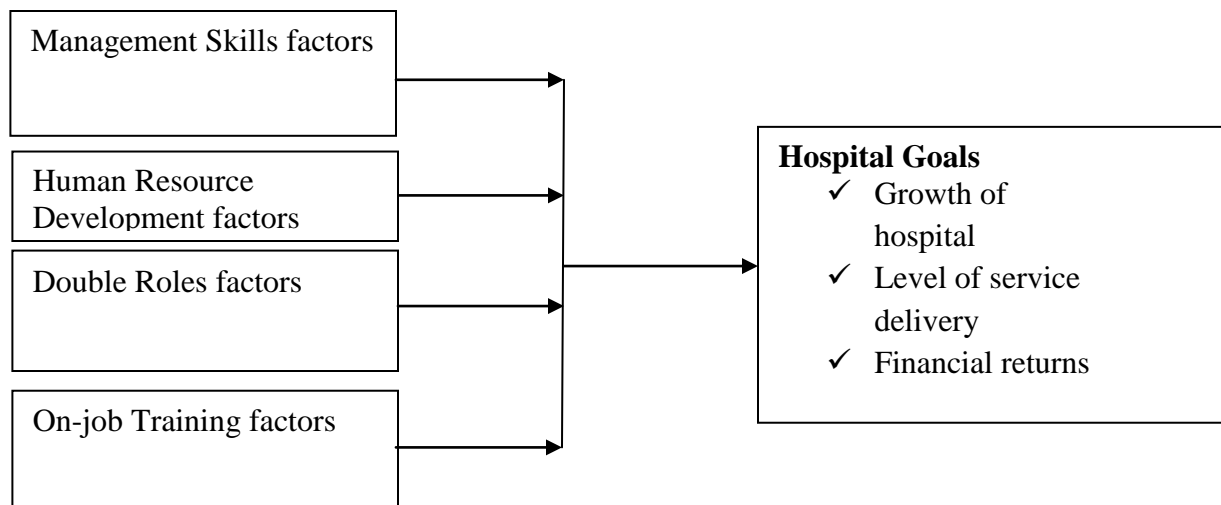 Management Skills factors
Human Resource
Development factors
Double Roles factors
On-job Training factors
Hospital Goals
✓ Growth of
hospital
✓ Level of service
delivery
✓ Financial returns